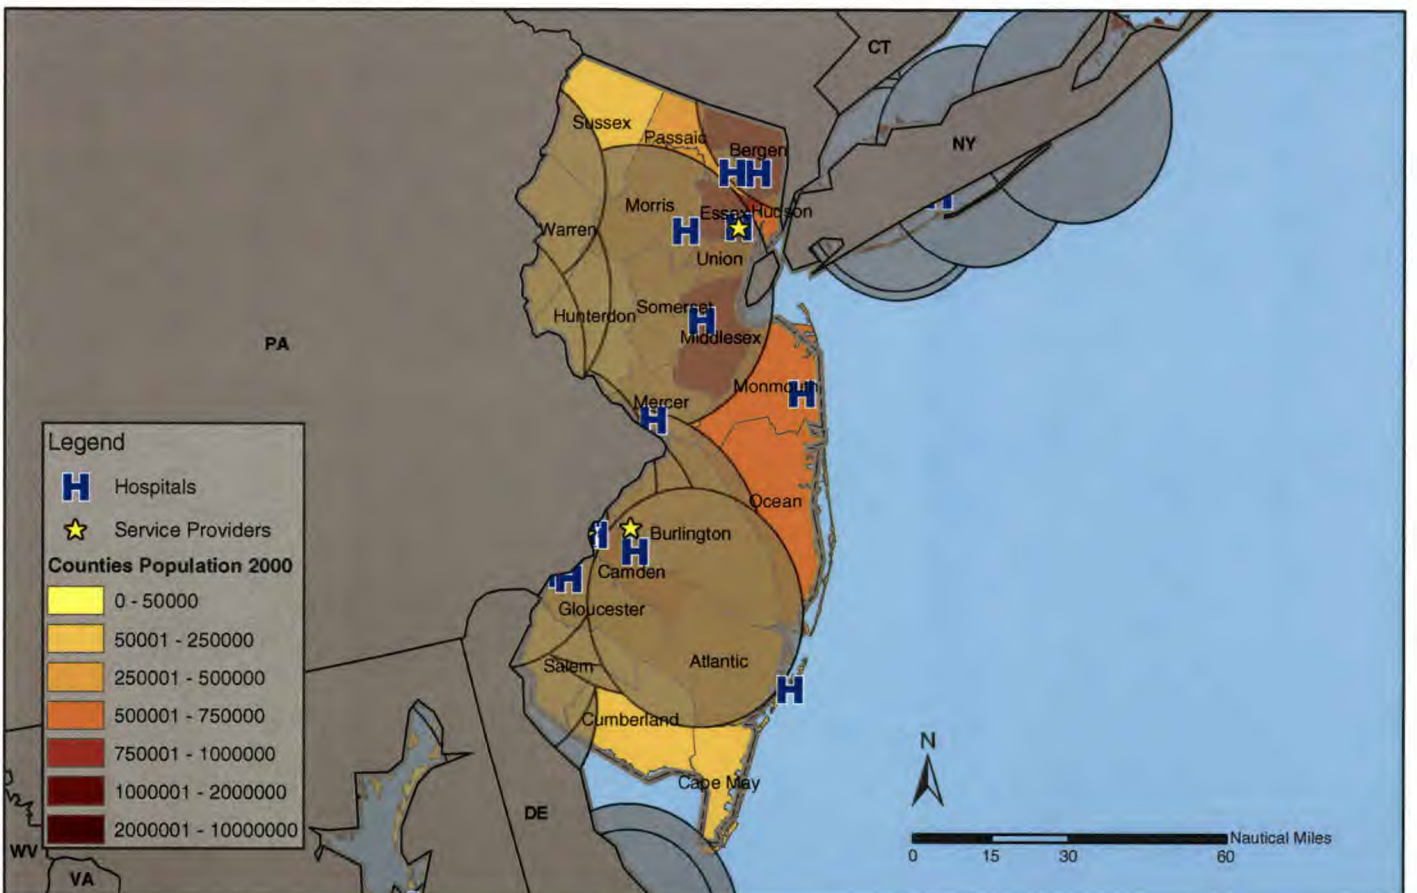 CT
NY
Sussex
Passaic
Bergen
Morris
Essex
Hudson
Warren
Union
Hunterdon
Somerset
Middlesex
PA
Monmouth
Mercer
Ocean
Burlington
Camden
Gloucester
Salem
Atlantic
Cumberland
Cape May
DE
WV
VA
H
H
H
H
H
H
H
H
H
H
Legend
H Hospitals
Service Providers
Counties Population 2000
0 - 50000
50001 - 250000
250001 - 500000
500001 - 750000
750001 - 1000000
1000001 - 2000000
2000001 - 10000000
N
Nautical Miles
0 15 30 60